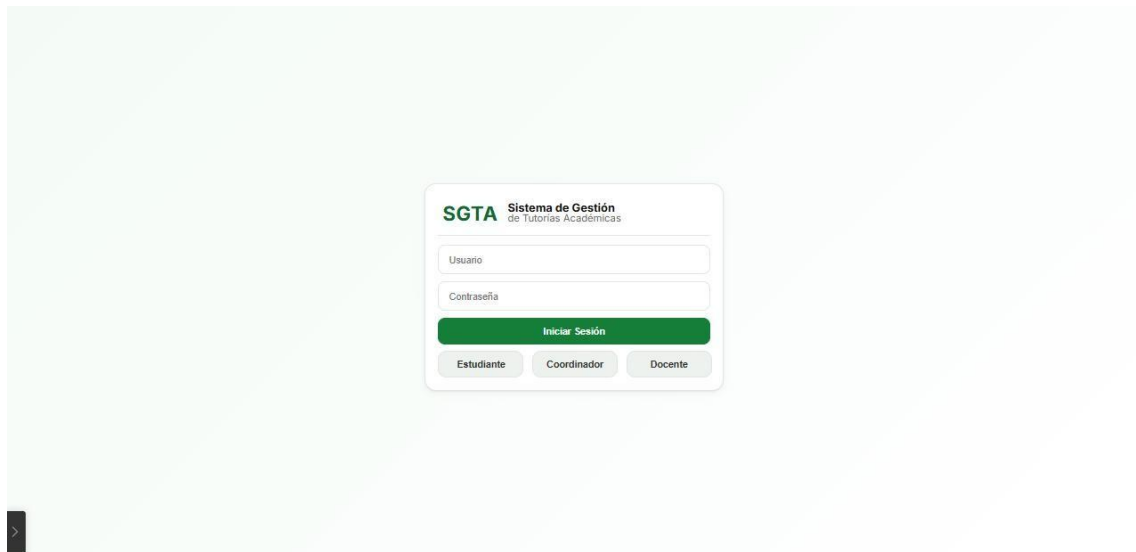 SGTA
Sistema de Gestión
de Tutorías Académicas
Usuario
Contraseña
Iniciar Sesión
Estudiante Coordinador Docente